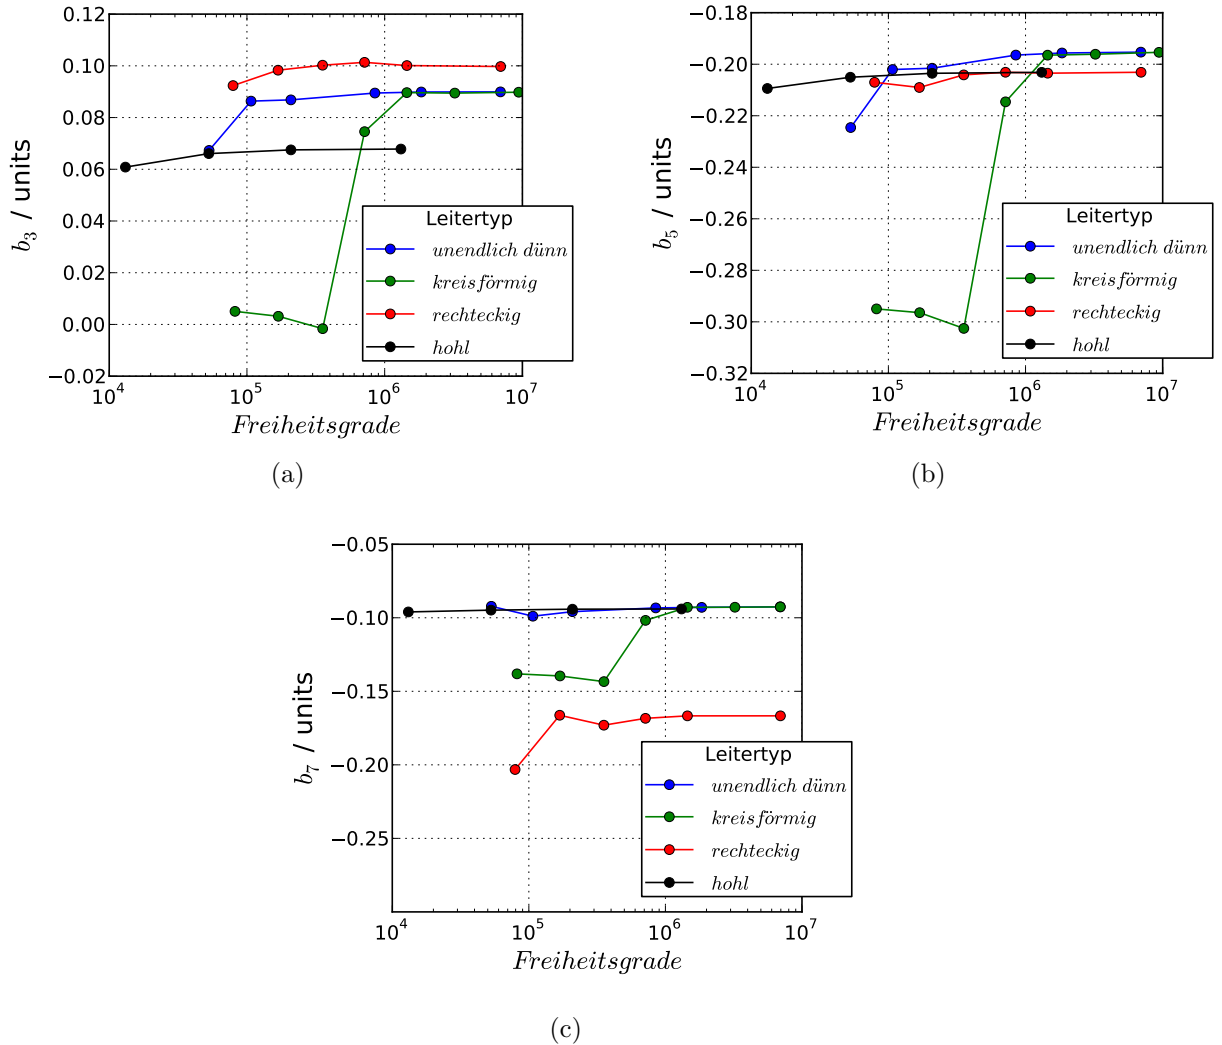 0.12
0.10
0.08
0.06
0.04
0.02
0.00
−0.02
b3 / units
10^4 10^5 10^6 10^7
Freiheitsgrade
Leitertyp
unendlich dünn
kreisförmig
rechteckig
hohl
(a)
−0.18
−0.20
−0.22
−0.24
−0.26
−0.28
−0.30
−0.32
b5 / units
10^4 10^5 10^6 10^7
Freiheitsgrade
Leitertyp
unendlich dünn
kreisförmig
rechteckig
hohl
(b)
−0.05
−0.10
−0.15
−0.20
−0.25
b7 / units
10^4 10^5 10^6 10^7
Freiheitsgrade
Leitertyp
unendlich dünn
kreisförmig
rechteckig
hohl
(c)